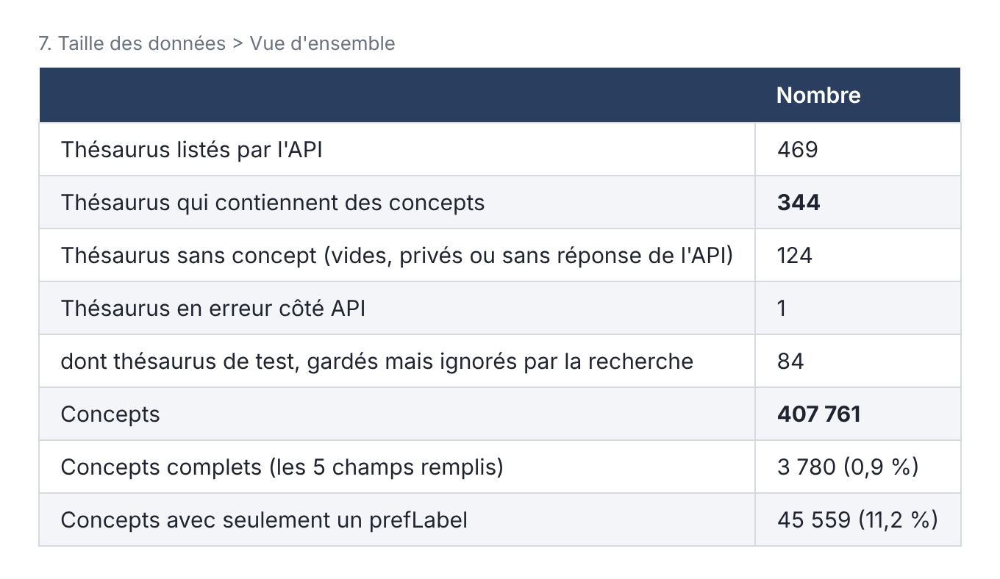 7. Taille des données > Vue d'ensemble
Nombre
Thésaurus listés par l'API 469
Thésaurus qui contiennent des concepts 344
Thésaurus sans concept (vides, privés ou sans réponse de l'API) 124
Thésaurus en erreur côté API 1
dont thésaurus de test, gardés mais ignorés par la recherche 84
Concepts 407 761
Concepts complets (les 5 champs remplis) 3 780 (0,9 %)
Concepts avec seulement un prefLabel 45 559 (11,2 %)